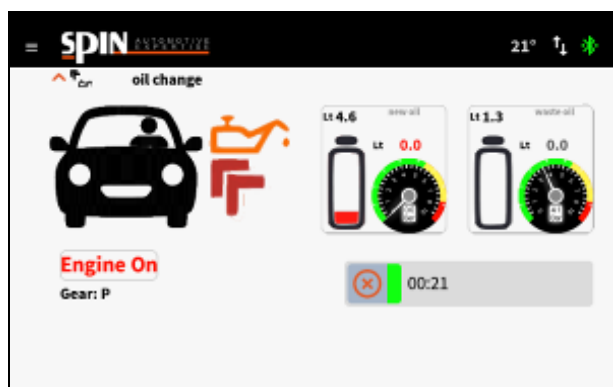 SPIN AUTOMOTIVE EXPERTISE
21°
oil change
Lt 4.6 new oil
Lt 0.0
Lt 1.3 waste oil
Lt 0.0
Engine On
Gear: P
00:21